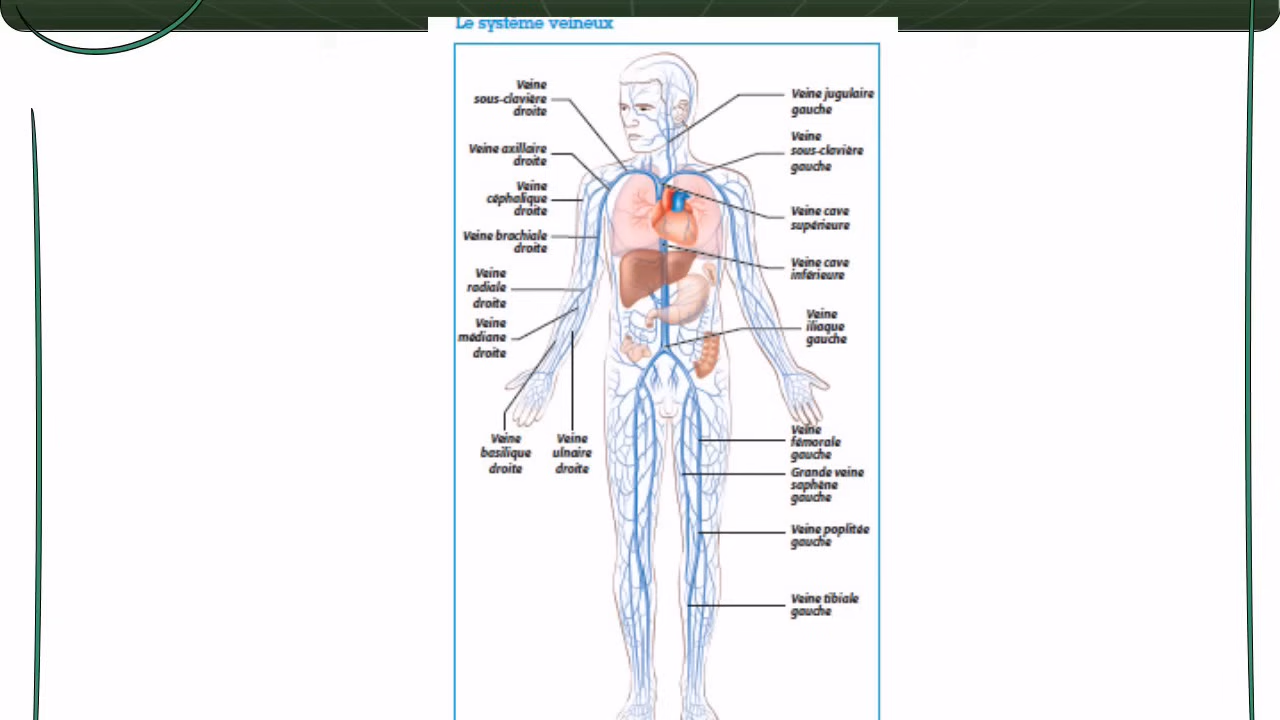 Le système veineux
Veine
sous-clavière
droite
Veine axillaire
droite
Veine
céphalique
droite
Veine brachiale
droite
Veine
radiale
droite
Veine
médiane
droite
Veine
basilique
droite
Veine
ulnaire
droite
Veine jugulaire
gauche
Veine
sous-clavière
gauche
Veine cave
supérieure
Veine cave
inférieure
Veine
iliaque
gauche
Veine
fémorale
gauche
Grande veine
saphène
gauche
Veine poplitée
gauche
Veine tibiale
gauche